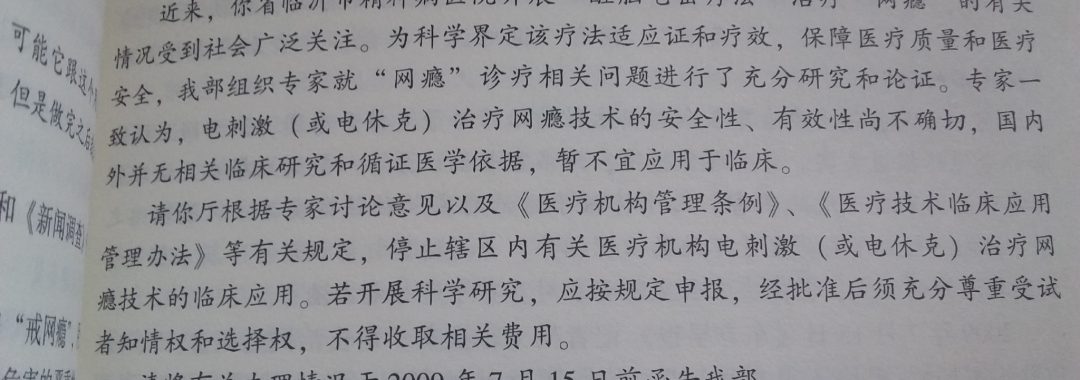 可能它跟这小
但是做完之后
和《新闻调查》
“戒网瘾”、
近来，你省临沂市精神病医院开展“醒脑电击疗法”治疗“网瘾”的有关
情况受到社会广泛关注。为科学界定该疗法适应证和疗效，保障医疗质量和医疗
安全，我部组织专家就“网瘾”诊疗相关问题进行了充分研究和论证。专家一
致认为，电刺激（或电休克）治疗网瘾技术的安全性、有效性尚不确切，国内
外并无相关临床研究和循证医学依据，暂不宜应用于临床。
请你厅根据专家讨论意见以及《医疗机构管理条例》、《医疗技术临床应用
管理办法》等有关规定，停止辖区内有关医疗机构电刺激（或电休克）治疗网
瘾技术的临床应用。若开展科学研究，应按规定申报，经批准后须充分尊重受试
者知情权和选择权，不得收取相关费用。
请将有关办理情况于2009年7月15日前函告我部